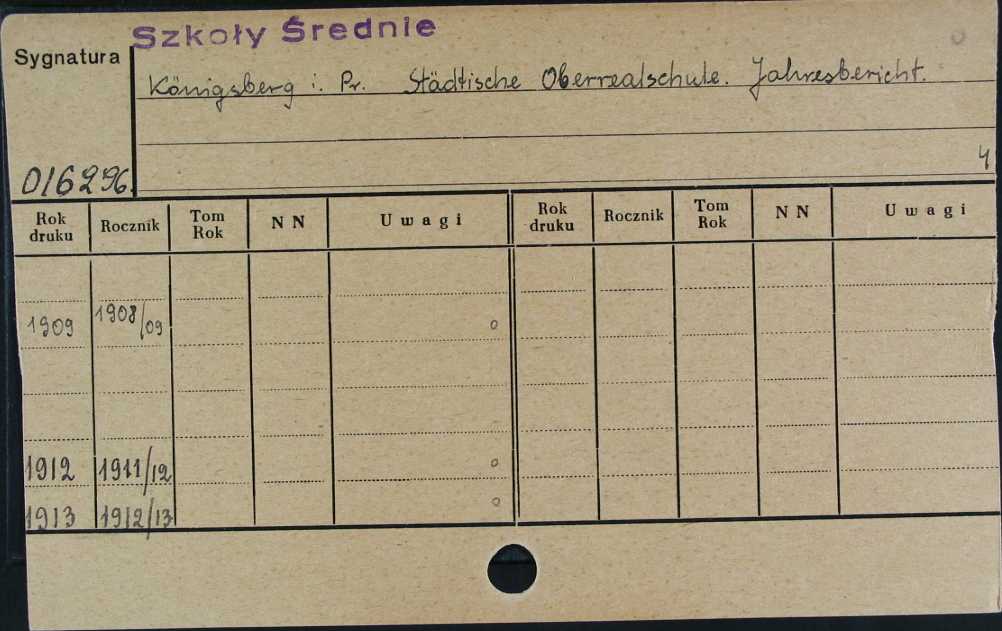 Szkoły Średnie
Sygnatura
Königsberg i. Pr. Städtische Oberrealschule. Jahresbericht.
4
016296.
Rok druku Rocznik Tom Rok N N Uwagi Rok druku Rocznik Tom Rok N N Uwagi
1909 1908/09 o
1912 1911/12 o
1913 1912/13 o